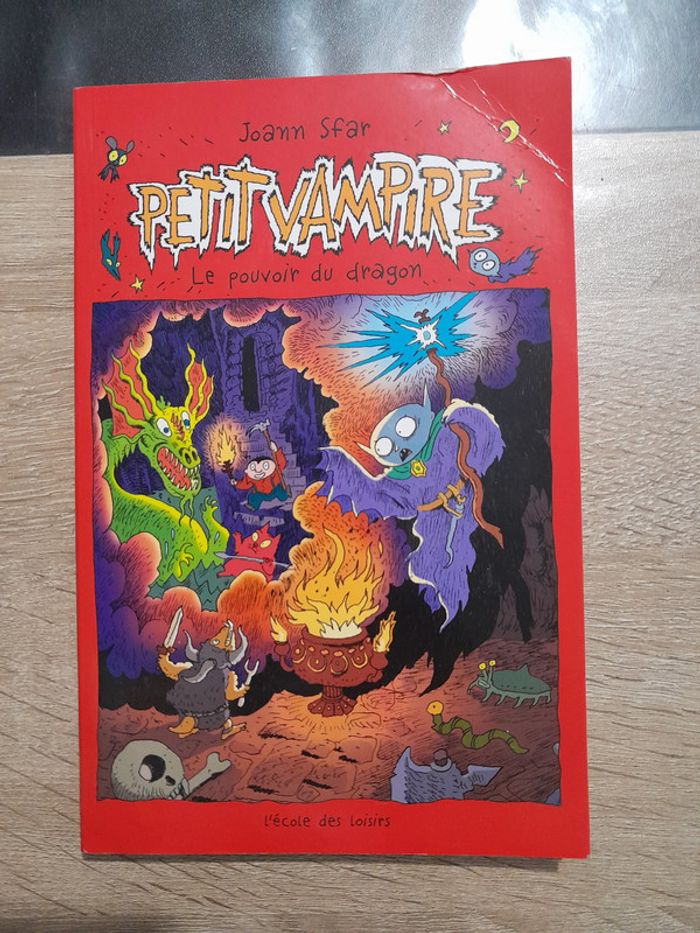 Joann Sfar
PETIT VAMPIRE
Le pouvoir du dragon
l'école des loisirs